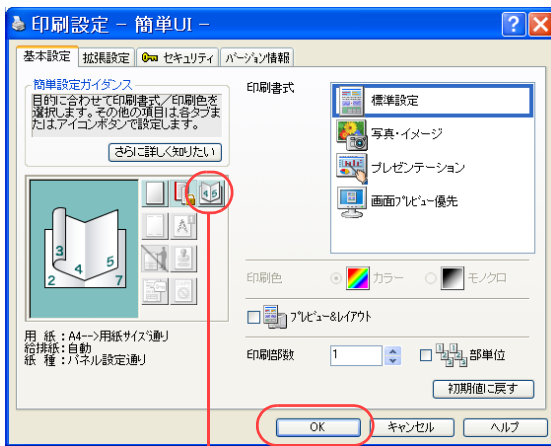 印刷設定 - 簡単UI -
基本設定 拡張設定 セキュリティ バージョン情報
簡単設定ガイダンス
目的に合わせて印刷書式/印刷色を
選択します。その他の項目は各タブま
たはアイコンボタンで設定します。
さらに詳しく知りたい
印刷書式
標準設定
写真・イメージ
プレゼンテーション
画面プレビュー優先
4 5
3 4 5
2 7
A
印刷色 カラー モノクロ
プレビュー&レイアウト
用 紙:A4-->用紙サイズ通り
給排紙:自動
紙 種:パネル設定通り
印刷部数 1 部単位
初期値に戻す
OK キャンセル ヘルプ